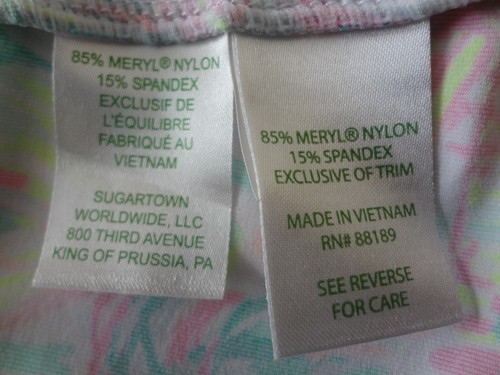 85% MERYL® NYLON
15% SPANDEX
EXCLUSIF DE
L'ÉQUILIBRE
FABRIQUÉ AU
VIETNAM
SUGARTOWN
WORLDWIDE, LLC
800 THIRD AVENUE
KING OF PRUSSIA, PA
85% MERYL® NYLON
15% SPANDEX
EXCLUSIVE OF TRIM
MADE IN VIETNAM
RN# 88189
SEE REVERSE
FOR CARE